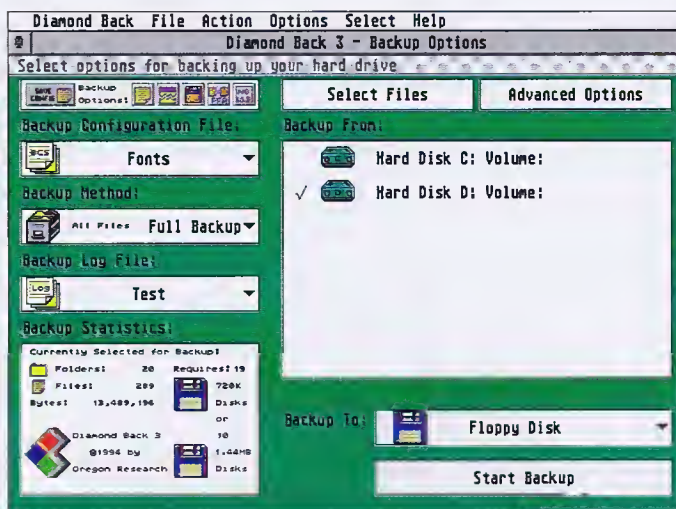 Diamond Back File Action Options Select Help
Diamond Back 3 - Backup Options
Select options for backing up your hard drive
SAVE CONFIG Backup Options:
Select Files
Advanced Options
Backup Configuration File:
Fonts
Backup Method:
All Files Full Backup
Backup Log File:
Log
Test
Backup Statistics:
Currently Selected for Backup:
Folders: 20
Files: 289
Bytes: 13,489,196
Requires: 19
720K
Disks
or
10
1.44MB
Disks
Diamond Back 3
©1994 by
Oregon Research
Backup From:
Hard Disk C: Volume:
√ Hard Disk D: Volume:
Backup To:
Floppy Disk
Start Backup